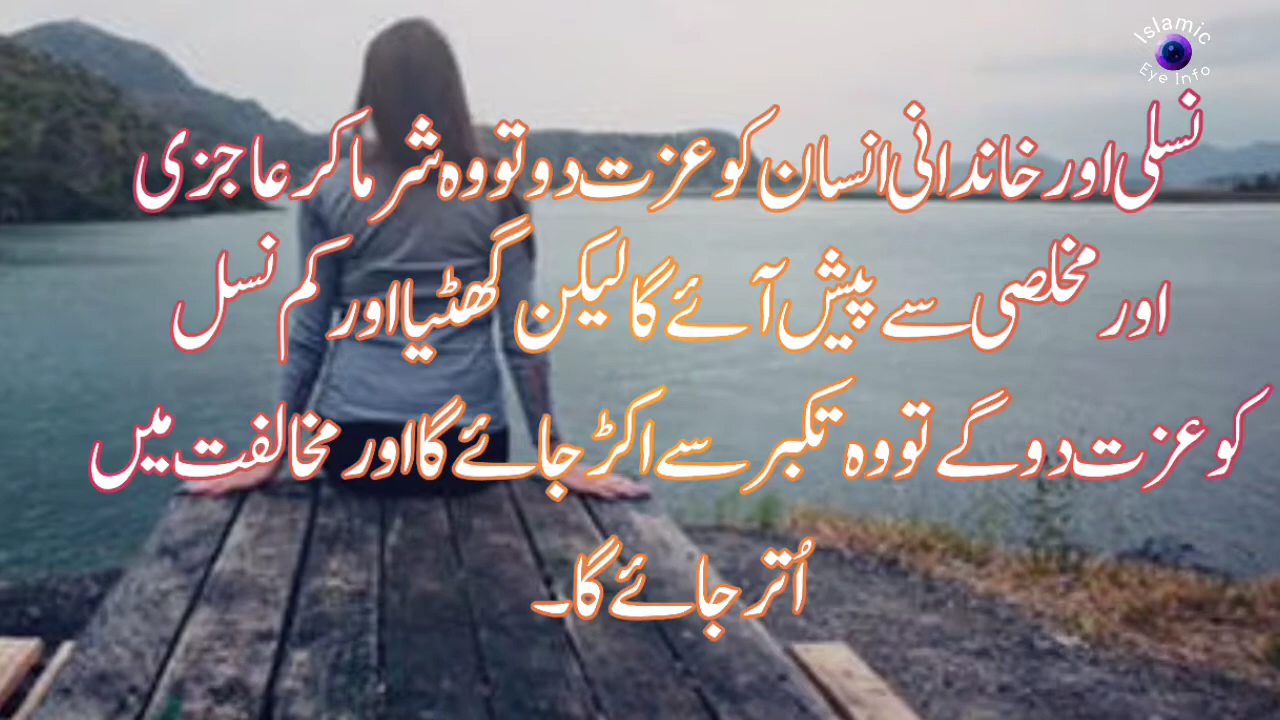 Islamic
Eye Info
نسلی اور خاندانی انسان کو عزت دو تو وہ شرما کر عاجزی
اور مخلصی سے پیش آئے گا لیکن گھٹیا اور کم نسل
کو عزت دو گے تو وہ تکبر سے اکڑ جائے گا اور مخالفت میں
اُتر جائے گا۔